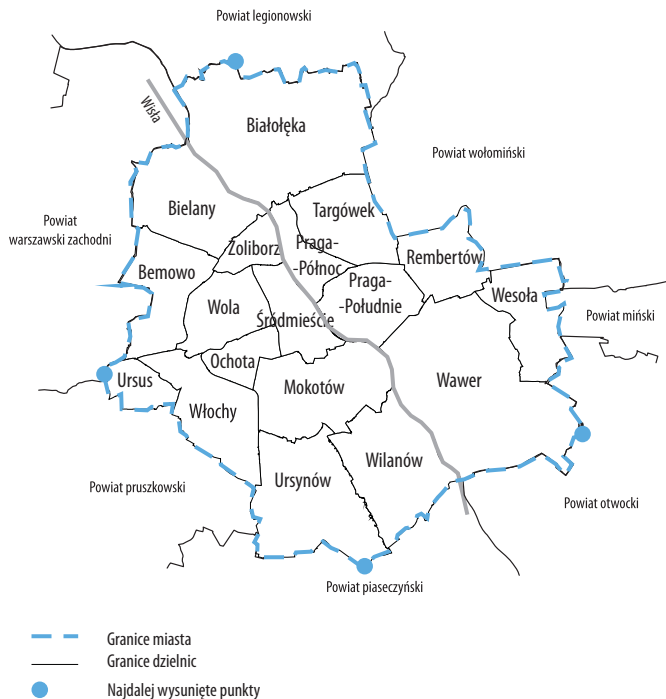 Powiat legionowski
Wisła
Białołęka
Powiat wołomiński
Bielany
Targówek
Powiat
warszawski zachodni
Żoliborz
Praga-
-Północ
Rembertów
Bemowo
Praga-
-Południe
Wesoła
Wola
Śródmieście
Powiat miński
Ochota
Ursus
Mokotów
Wawer
Włochy
Wilanów
Ursynów
Powiat pruszkowski
Powiat otwocki
Powiat piaseczyński
Granice miasta
Granice dzielnic
Najdalej wysunięte punkty